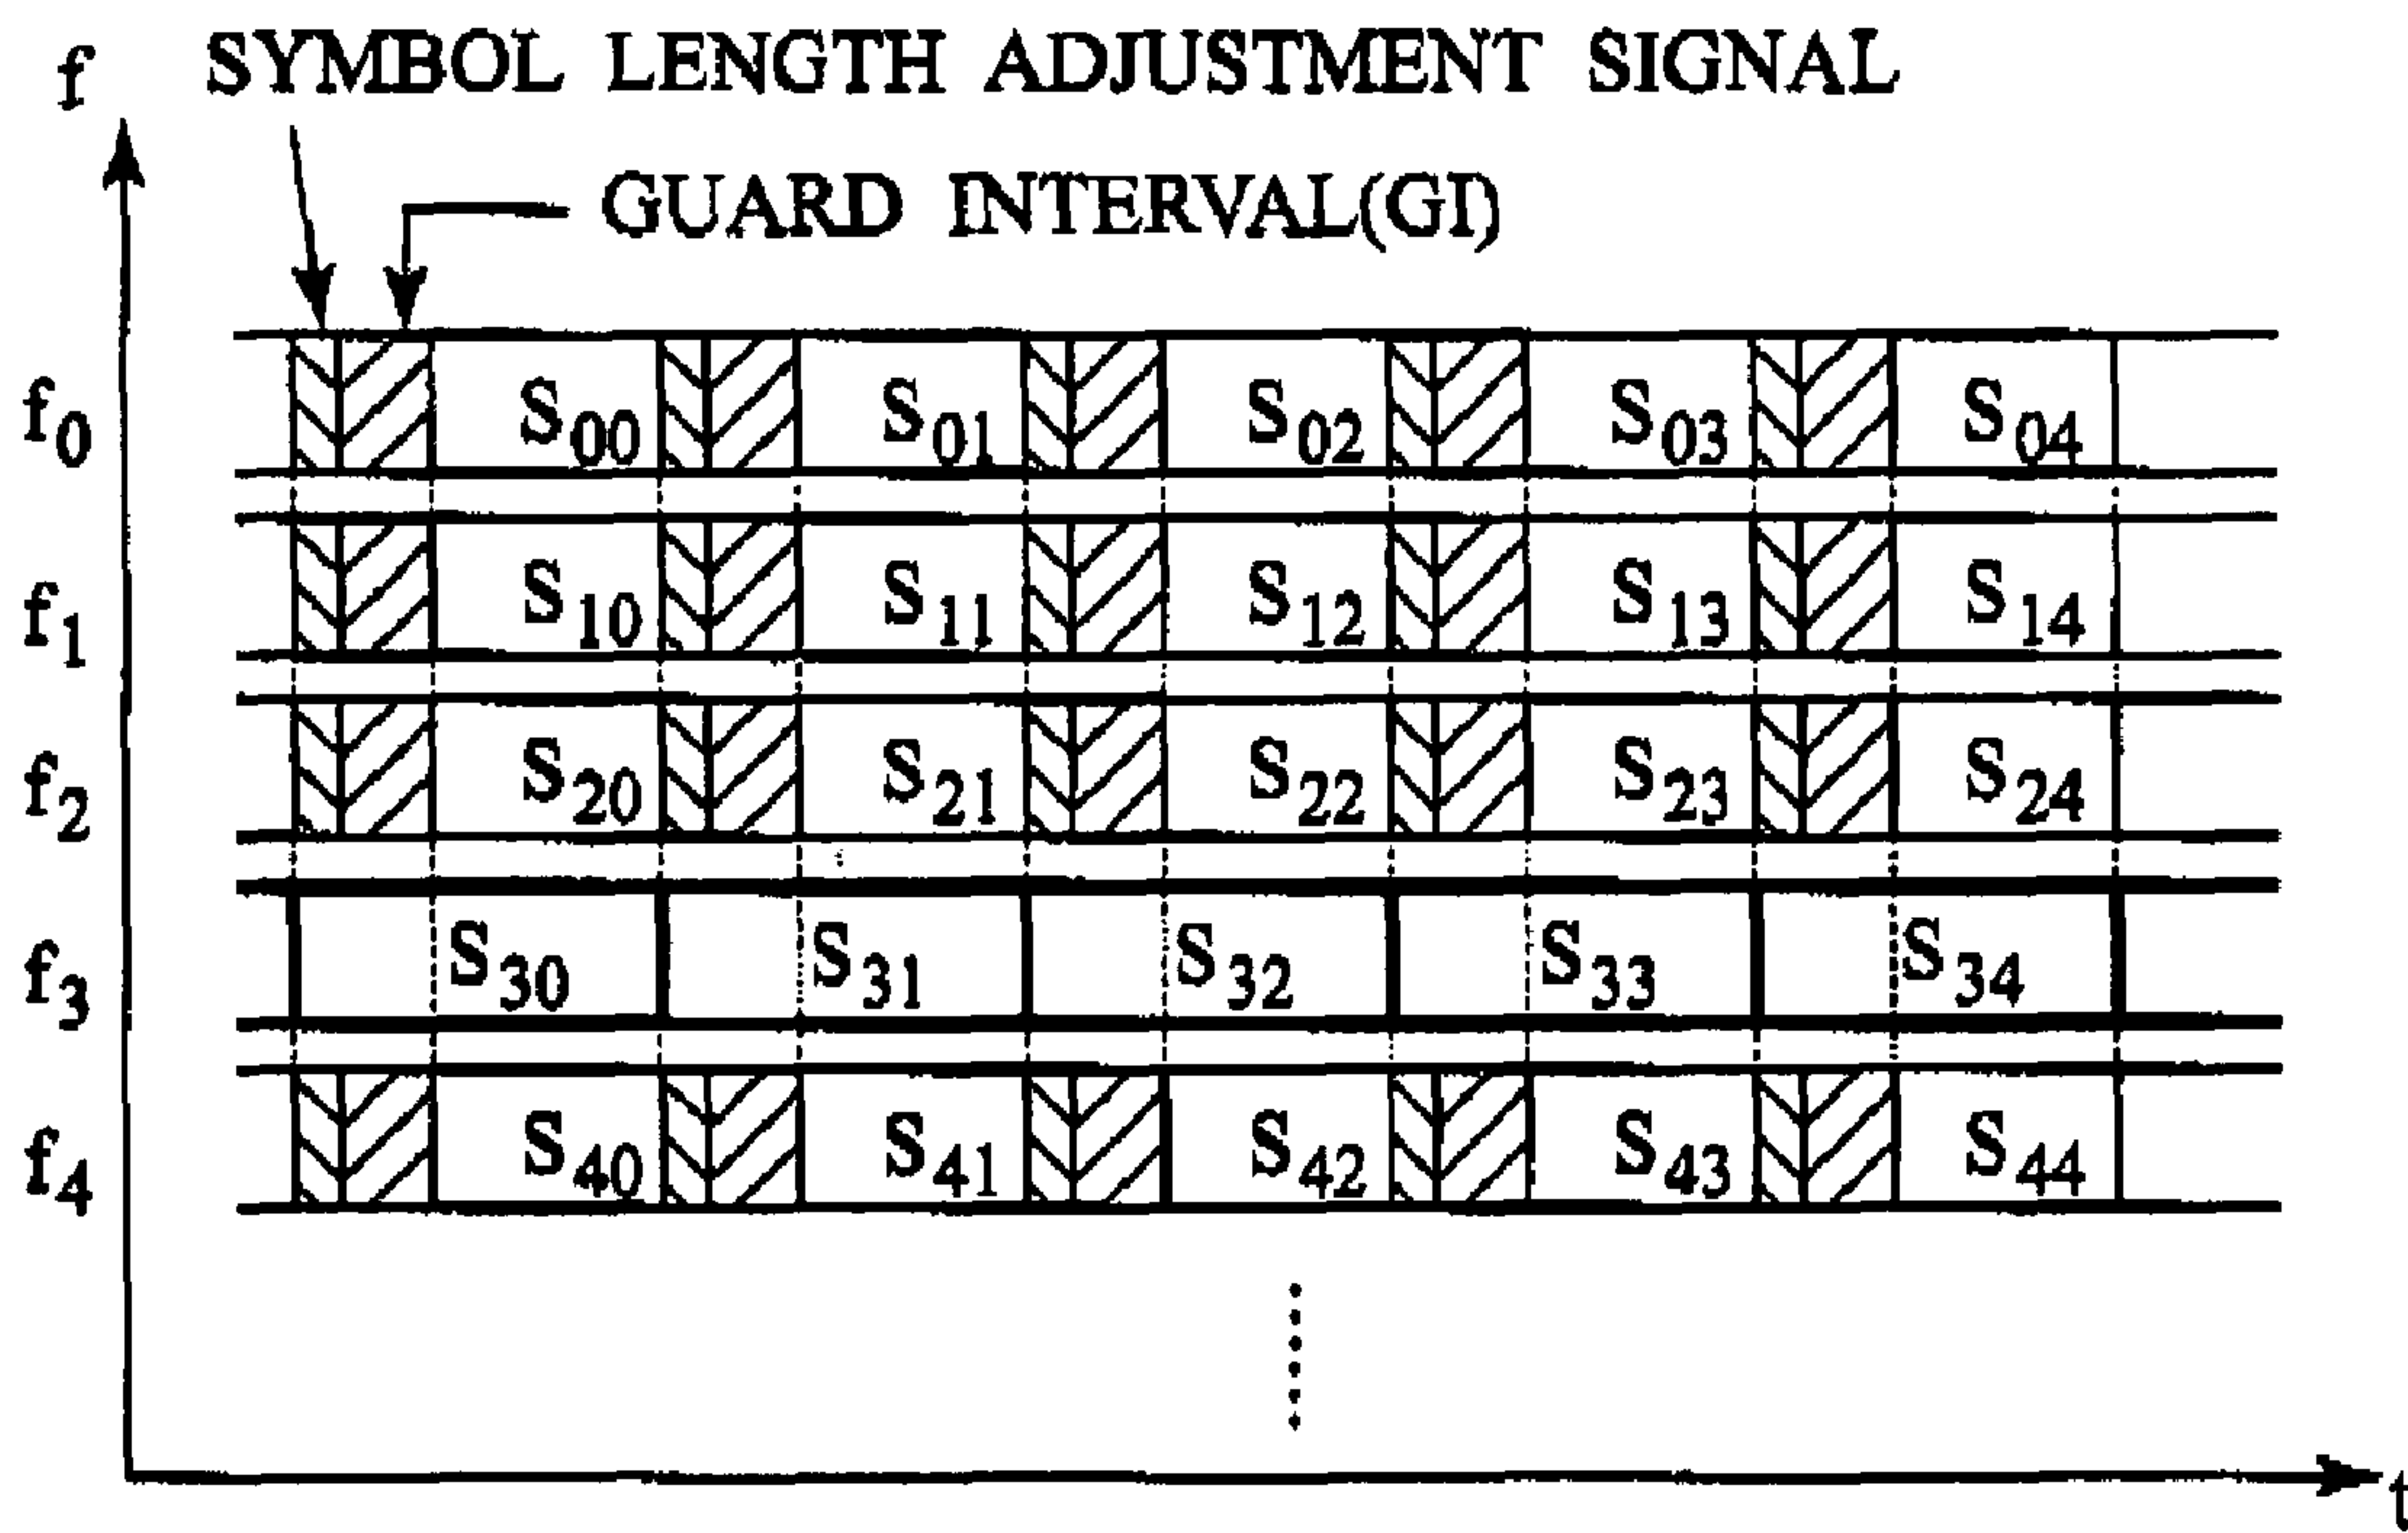 f SYMBOL LENGTH ADJUSTMENT SIGNAL
GUARD INTERVAL(GI)
f0 S00 S01 S02 S03 S04
f1 S10 S11 S12 S13 S14
f2 S20 S21 S22 S23 S24
f3 S30 S31 S32 S33 S34
f4 S40 S41 S42 S43 S44
t